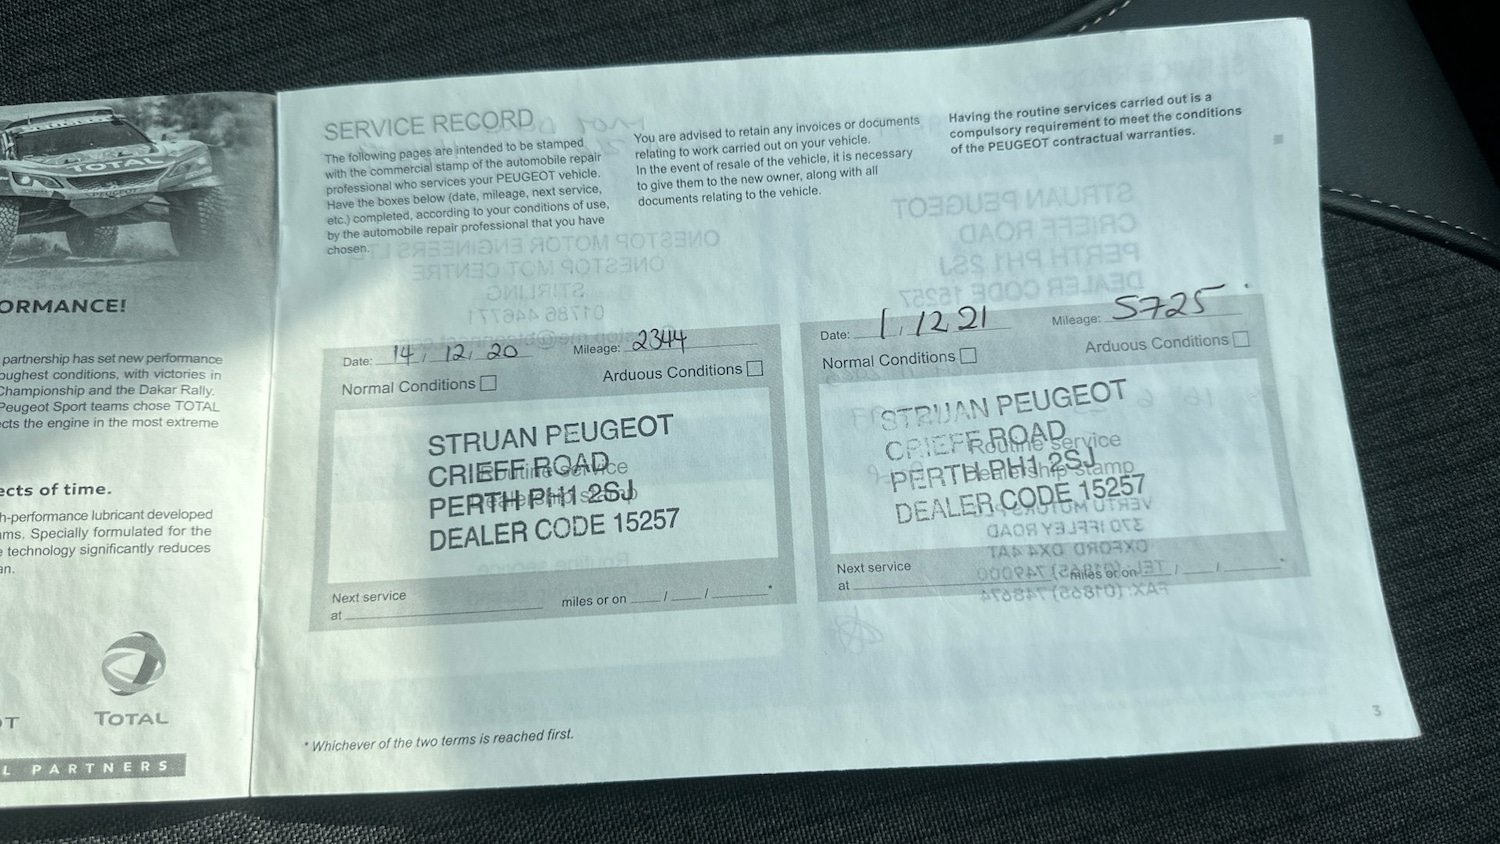 TOTAL
PEUGEOT
ORMANCE!
partnership has set new performance
oughest conditions, with victories in
Championship and the Dakar Rally.
Peugeot Sport teams chose TOTAL
cts the engine in the most extreme
ects of time.
h-performance lubricant developed
ms. Specially formulated for the
technology significantly reduces
an.
OT
TOTAL
L PARTNERS
SERVICE RECORD
The following pages are intended to be stamped
with the commercial stamp of the automobile repair
professional who services your PEUGEOT vehicle.
Have the boxes below (date, mileage, next service,
etc.) completed, according to your conditions of use,
by the automobile repair professional that you have
chosen.
You are advised to retain any invoices or documents
relating to work carried out on your vehicle.
In the event of resale of the vehicle, it is necessary
to give them to the new owner, along with all
documents relating to the vehicle.
Having the routine services carried out is a
compulsory requirement to meet the conditions
of the PEUGEOT contractual warranties.
Date: 14, 12, 20 Mileage: 2344
Normal Conditions Arduous Conditions
STRUAN PEUGEOT
CRIEFF ROAD
Routine service
PERTH PH1 2SJ
Dealership stamp
DEALER CODE 15257
Next service
at miles or on / / *
Date: 1, 12 21 Mileage: 5725
Normal Conditions Arduous Conditions
STRUAN PEUGEOT
CRIEFF ROAD
Routine service
PERTH PH1 2SJ
Dealership stamp
DEALER CODE 15257
Next service
at miles or on / / *
* Whichever of the two terms is reached first.
3